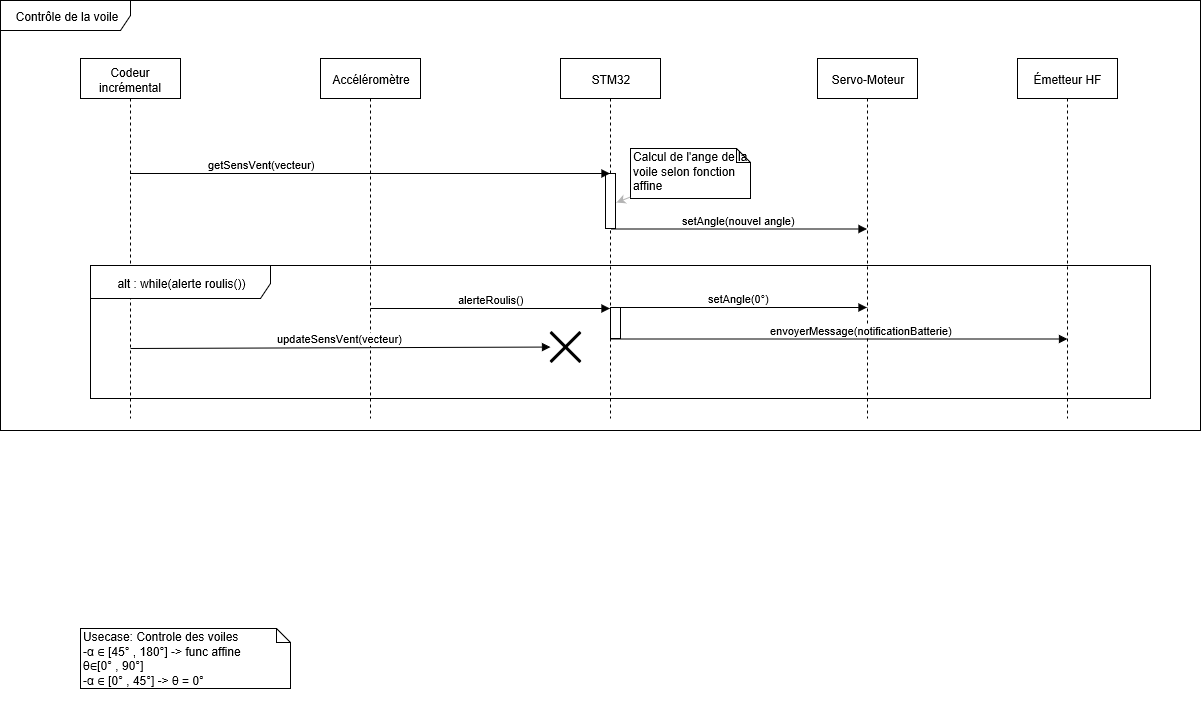 Contrôle de la voile
Codeur
incrémental
Accéléromètre
STM32
Servo-Moteur
Émetteur HF
getSensVent(vecteur)
Calcul de l'ange de la
voile selon fonction
affine
setAngle(nouvel angle)
alt : while(alerte roulis())
alerteRoulis()
setAngle(0°)
envoyerMessage(notificationBatterie)
updateSensVent(vecteur)
Usecase: Controle des voiles
-α ∈ [45° , 180°] -> func affine
θ∈[0° , 90°]
-α ∈ [0° , 45°] -> θ = 0°